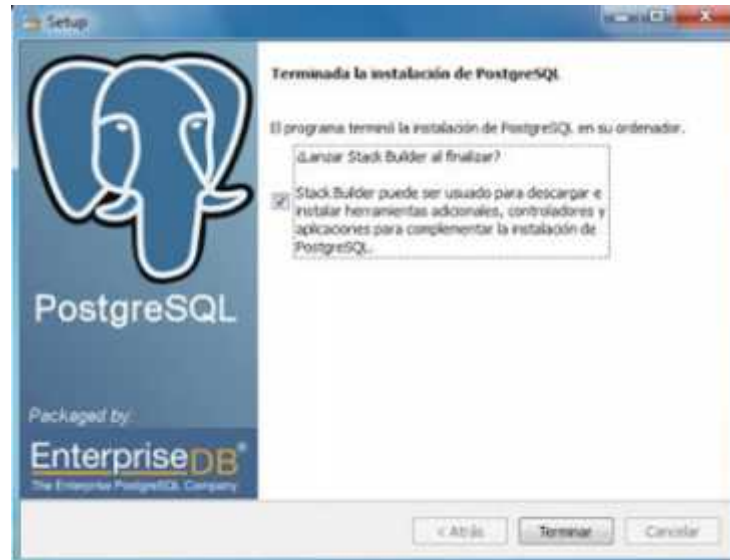 Setup
Terminada la instalación de PostgreSQL
El programa terminó la instalación de PostgreSQL en su ordenador.
¿Lanzar Stack Builder al finalizar?
Stack Builder puede ser usado para descargar e
instalar herramientas adicionales, controladores y
aplicaciones para complementar la instalación de
PostgreSQL.
PostgreSQL
Packaged by:
EnterpriseDB®
The Enterprise PostgreSQL Company
< Atrás
Terminar
Cancelar